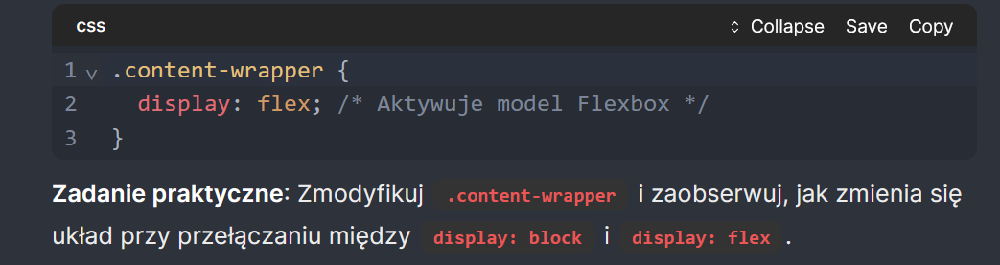 css Collapse Save Copy
1 .content-wrapper {
2 display: flex; /* Aktywuje model Flexbox */
3 }
Zadanie praktyczne: Zmodyfikuj .content-wrapper i zaobserwuj, jak zmienia się
układ przy przełączaniu między display: block i display: flex .